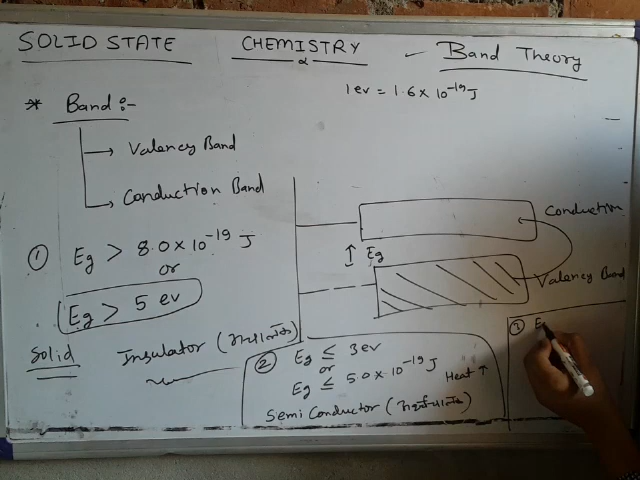 SOLID STATE CHEMISTRY - Band Theory
1 ev = 1.6 x 10⁻¹⁹ J
* Band :-
→ Valency Band
→ Conduction Band
① Eg > 8.0 x 10⁻¹⁹ J
or
Eg > 5 ev
Solid Insulator
Conduction
Eg
Valency Band
② Eg ≤ 3ev
or
Eg ≤ 5.0 x 10⁻¹⁹ J
Heat ↑
Semi Conductor
③ E